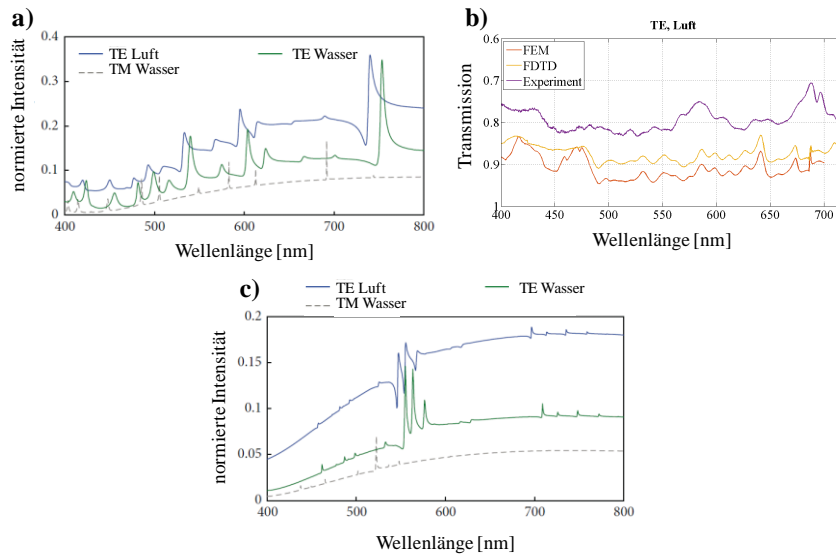 a)
TE Luft
TE Wasser
TM Wasser
normierte Intensität
0.4
0.3
0.2
0.1
0
400
500
600
700
800
Wellenlänge [nm]
b)
TE, Luft
FEM
FDTD
Experiment
Transmission
0.6
0.7
0.8
0.9
1
400
450
500
550
600
650
700
Wellenlänge [nm]
c)
TE Luft
TE Wasser
TM Wasser
normierte Intensität
0.2
0.15
0.1
0.05
0
400
500
600
700
800
Wellenlänge [nm]